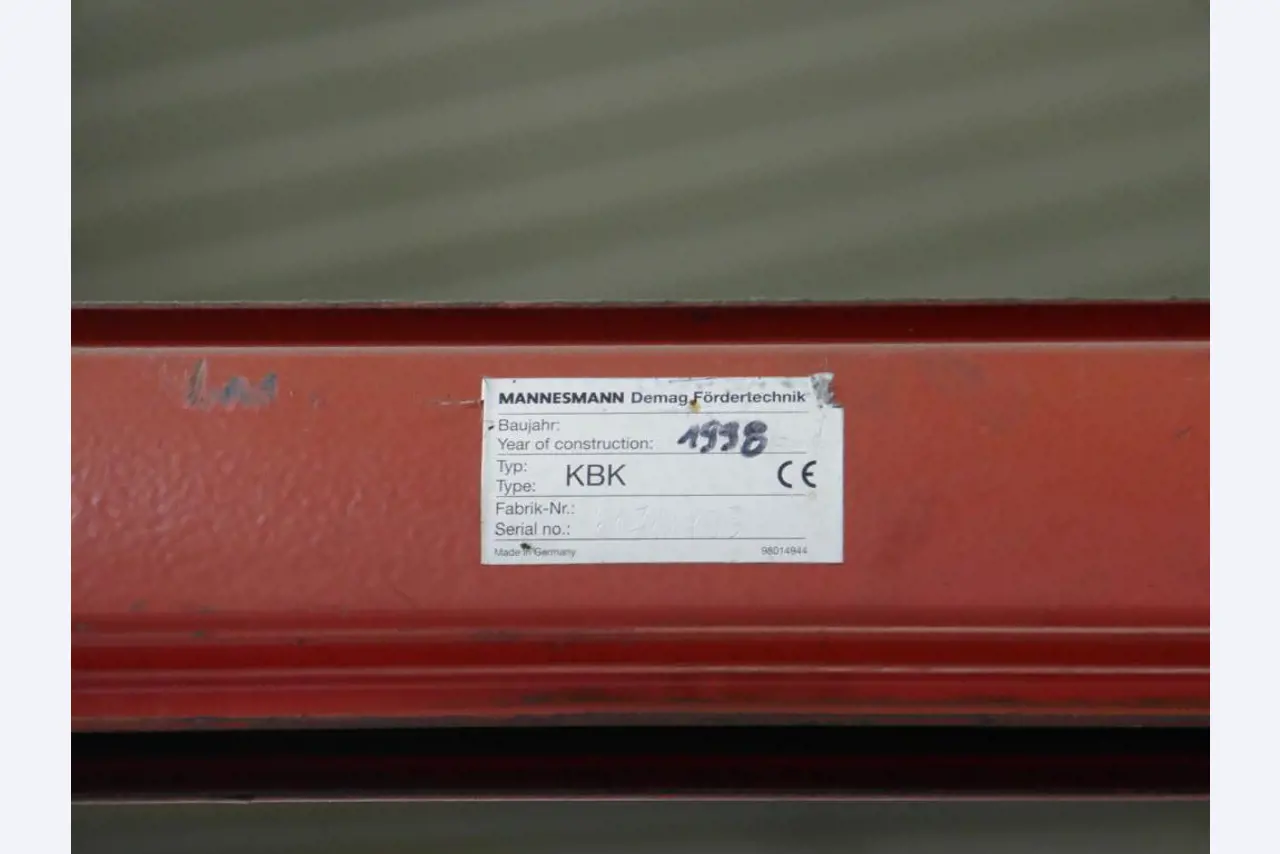 MANNESMANN Demag Fördertechnik
Baujahr:
Year of construction: 1998
Typ:
Type: KBK
CE
Fabrik-Nr.:
Serial no.:
Made in Germany 98014944